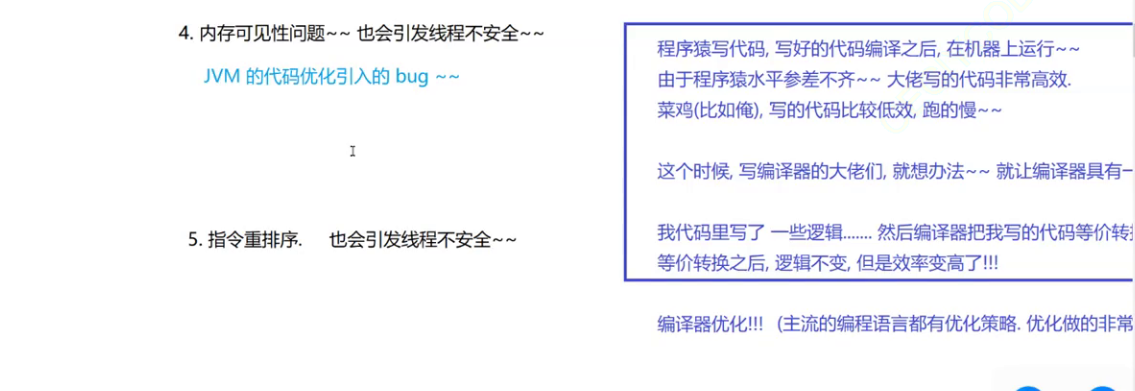 4. 内存可见性问题~~ 也会引发线程不安全~~
JVM 的代码优化引入的 bug ~~
5. 指令重排序. 也会引发线程不安全~~
程序猿写代码, 写好的代码编译之后, 在机器上运行~~
由于程序猿水平参差不齐~~ 大佬写的代码非常高效.
菜鸡(比如俺), 写的代码比较低效, 跑的慢~~
这个时候, 写编译器的大佬们, 就想办法~~ 就让编译器具有一
我代码里写了 一些逻辑....... 然后编译器把我写的代码等价转
等价转换之后, 逻辑不变, 但是效率变高了!!!
编译器优化!!! (主流的编程语言都有优化策略. 优化做的非常